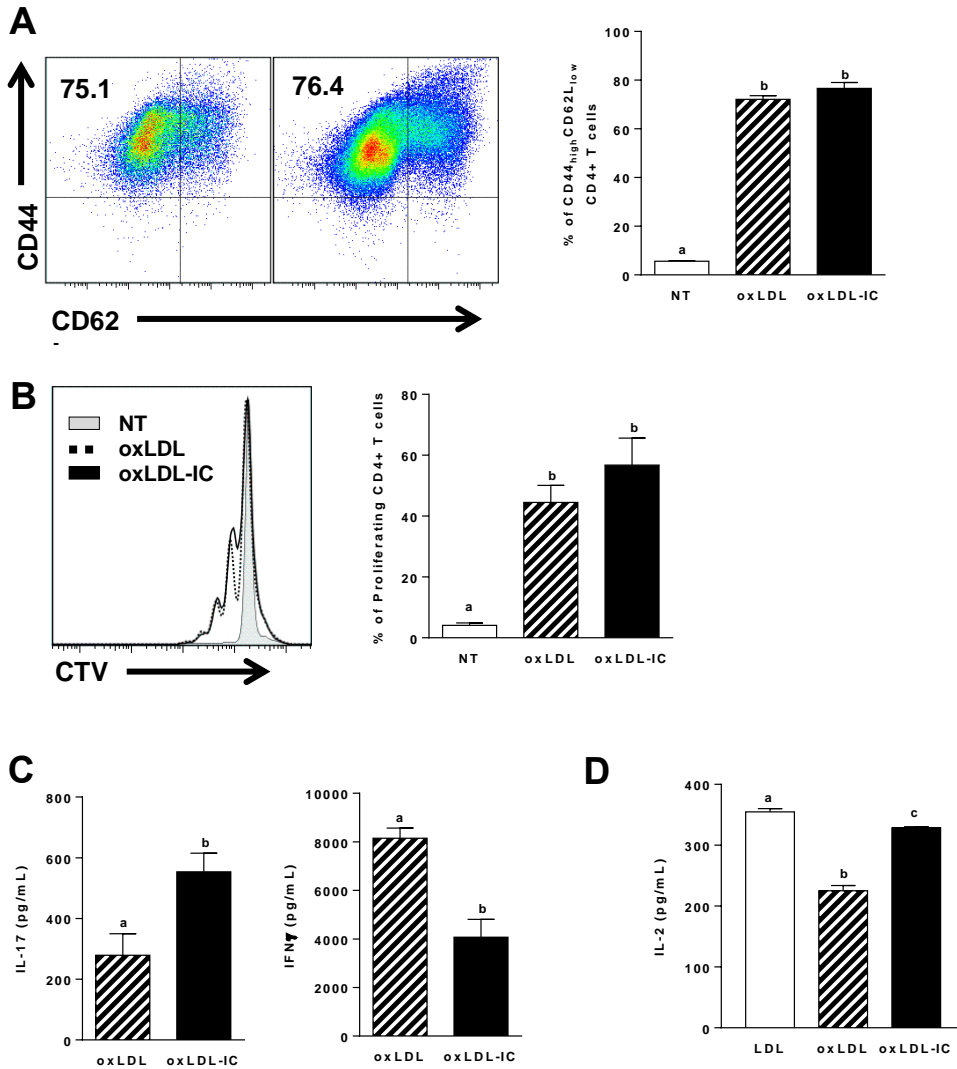 A
75.1
76.4
CD44
CD62
-
% of CD44highCD62Llow
CD4+ T cells
100
80
60
40
20
0
a
b
b
NT
oxLDL
oxLDL-IC
B
NT
oxLDL
oxLDL-IC
CTV
% of Proliferating CD4+ T cells
80
60
40
20
0
a
b
b
NT
oxLDL
oxLDL-IC
C
IL-17 (pg/mL)
800
600
400
200
0
a
b
oxLDL
oxLDL-IC
IFNγ (pg/mL)
10000
8000
6000
4000
2000
0
a
b
oxLDL
oxLDL-IC
D
IL-2 (pg/mL)
400
300
200
100
0
a
b
c
LDL
oxLDL
oxLDL-IC